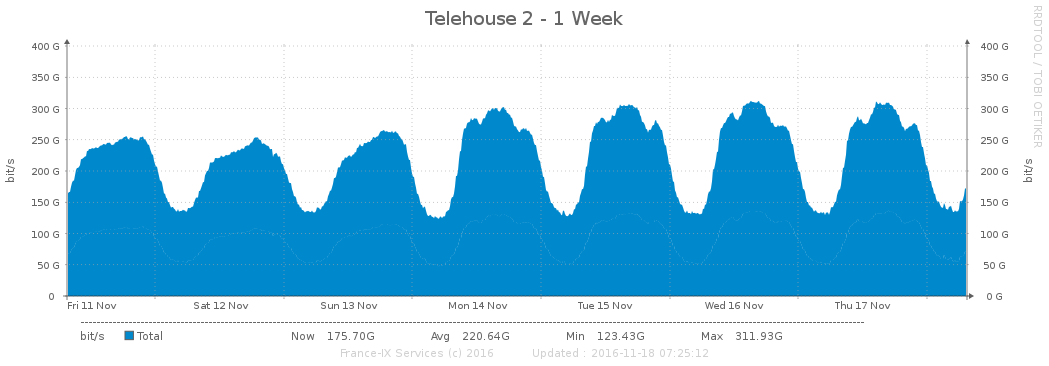 Telehouse 2 - 1 Week
RRDTOOL / TOBI OETIKER
400 G 400 G
350 G 350 G
300 G 300 G
250 G 250 G
200 G 200 G
150 G 150 G
100 G 100 G
50 G 50 G
0 0 G
bit/s
bit/s
Fri 11 Nov Sat 12 Nov Sun 13 Nov Mon 14 Nov Tue 15 Nov Wed 16 Nov Thu 17 Nov
bit/s Total Now 175.70G Avg 220.64G Min 123.43G Max 311.93G
France-IX Services (c) 2016 Updated : 2016-11-18 07:25:12